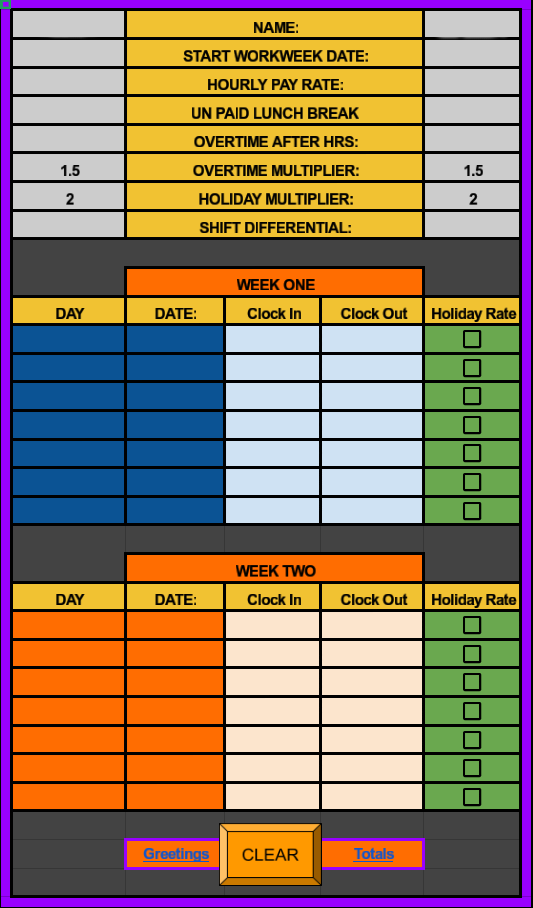 NAME:
START WORKWEEK DATE:
HOURLY PAY RATE:
UN PAID LUNCH BREAK
OVERTIME AFTER HRS:
1.5 OVERTIME MULTIPLIER: 1.5
2 HOLIDAY MULTIPLIER: 2
SHIFT DIFFERENTIAL:
WEEK ONE
DAY DATE: Clock In Clock Out Holiday Rate
WEEK TWO
DAY DATE: Clock In Clock Out Holiday Rate
Greetings CLEAR Totals